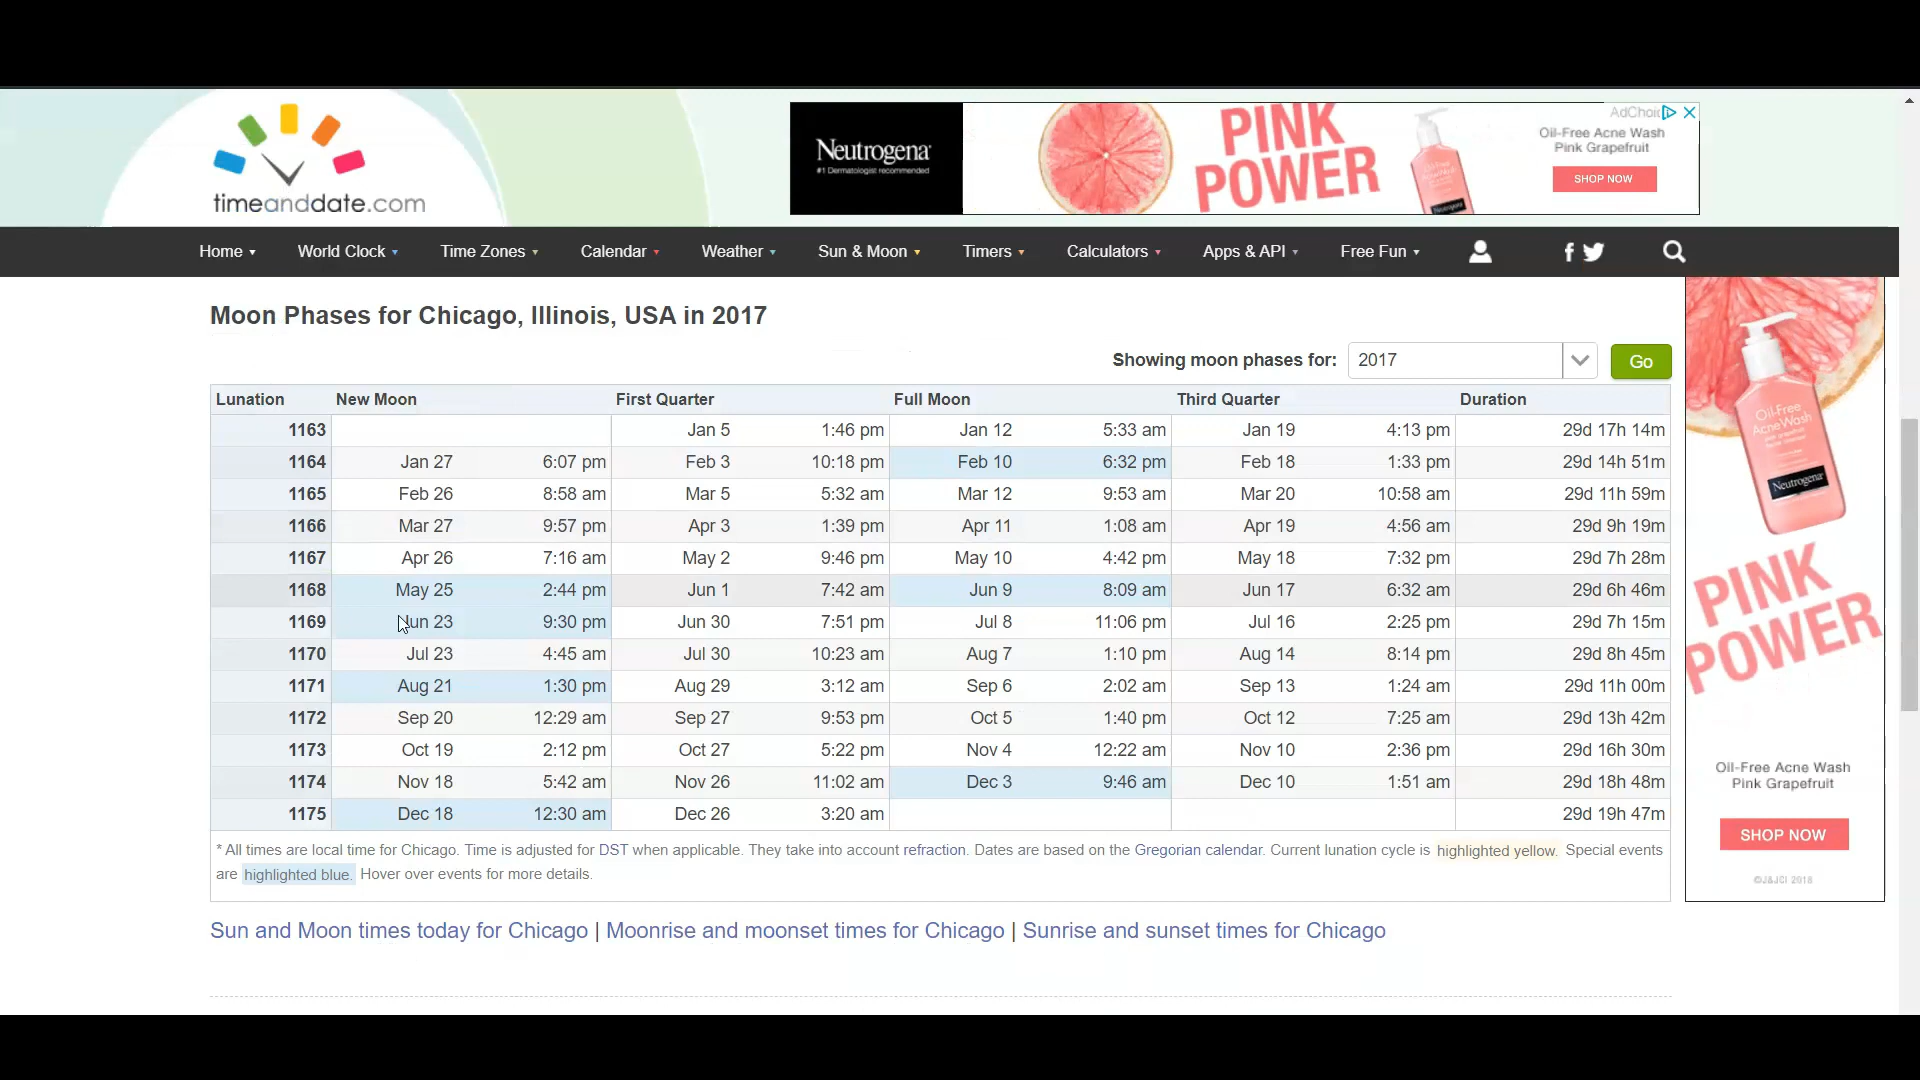 timeanddate.com
Neutrogena
#1 Dermatologist recommended
PINK
POWER
Oil-Free Acne Wash
Pink Grapefruit
SHOP NOW
Home World Clock Time Zones Calendar Weather Sun & Moon Timers Calculators Apps & API Free Fun
Moon Phases for Chicago, Illinois, USA in 2017
Showing moon phases for: 2017 Go
Lunation New Moon First Quarter Full Moon Third Quarter Duration
1163 Jan 5 1:46 pm Jan 12 5:33 am Jan 19 4:13 pm 29d 17h 14m
1164 Jan 27 6:07 pm Feb 3 10:18 pm Feb 10 6:32 pm Feb 18 1:33 pm 29d 14h 51m
1165 Feb 26 8:58 am Mar 5 5:32 am Mar 12 9:53 am Mar 20 10:58 am 29d 11h 59m
1166 Mar 27 9:57 pm Apr 3 1:39 pm Apr 11 1:08 am Apr 19 4:56 am 29d 9h 19m
1167 Apr 26 7:16 am May 2 9:46 pm May 10 4:42 pm May 18 7:32 pm 29d 7h 28m
1168 May 25 2:44 pm Jun 1 7:42 am Jun 9 8:09 am Jun 17 6:32 am 29d 6h 46m
1169 Jun 23 9:30 pm Jun 30 7:51 pm Jul 8 11:06 pm Jul 16 2:25 pm 29d 7h 15m
1170 Jul 23 4:45 am Jul 30 10:23 am Aug 7 1:10 pm Aug 14 8:14 pm 29d 8h 45m
1171 Aug 21 1:30 pm Aug 29 3:12 am Sep 6 2:02 am Sep 13 1:24 am 29d 11h 00m
1172 Sep 20 12:29 am Sep 27 9:53 pm Oct 5 1:40 pm Oct 12 7:25 am 29d 13h 42m
1173 Oct 19 2:12 pm Oct 27 5:22 pm Nov 4 12:22 am Nov 10 2:36 pm 29d 16h 30m
1174 Nov 18 5:42 am Nov 26 11:02 am Dec 3 9:46 am Dec 10 1:51 am 29d 18h 48m
1175 Dec 18 12:30 am Dec 26 3:20 am 29d 19h 47m
* All times are local time for Chicago. Time is adjusted for DST when applicable. They take into account refraction. Dates are based on the Gregorian calendar. Current lunation cycle is highlighted yellow. Special events
are highlighted blue. Hover over events for more details.
Sun and Moon times today for Chicago | Moonrise and moonset times for Chicago | Sunrise and sunset times for Chicago
Oil-Free
Acne Wash
Neutrogena
PINK
POWER
Oil-Free Acne Wash
Pink Grapefruit
SHOP NOW
©J&JCI 2018